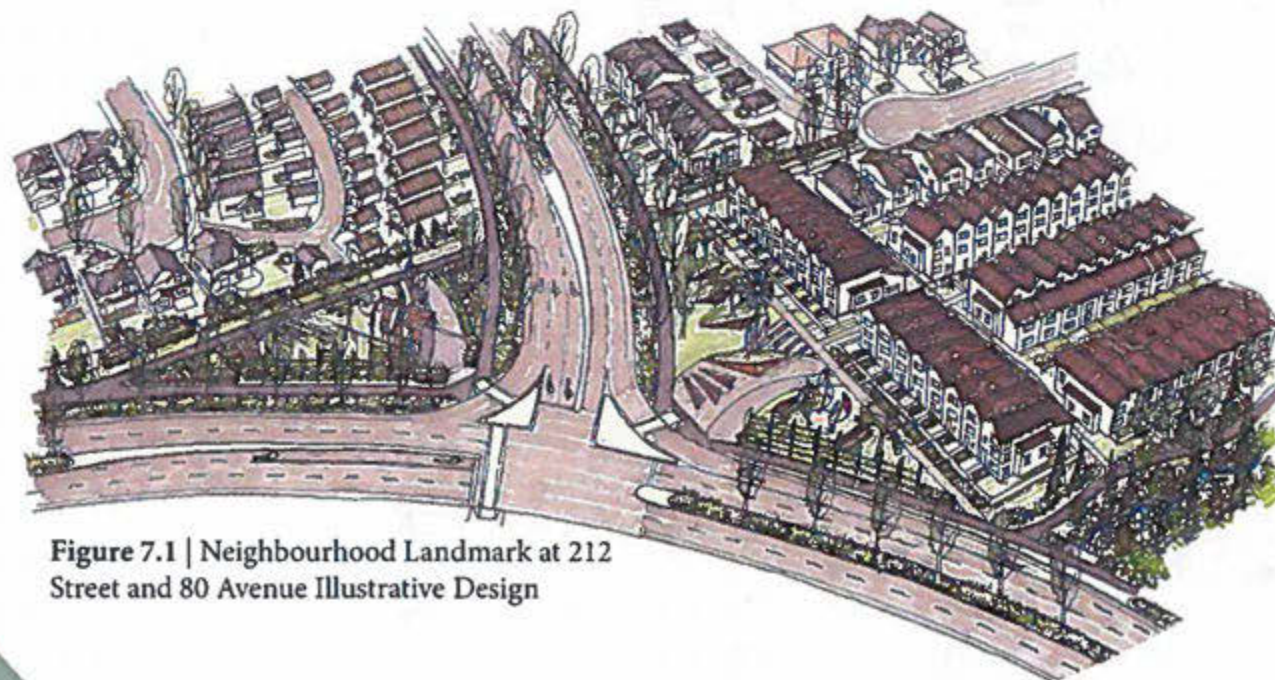 Figure 7.1 | Neighbourhood Landmark at 212
Street and 80 Avenue Illustrative Design